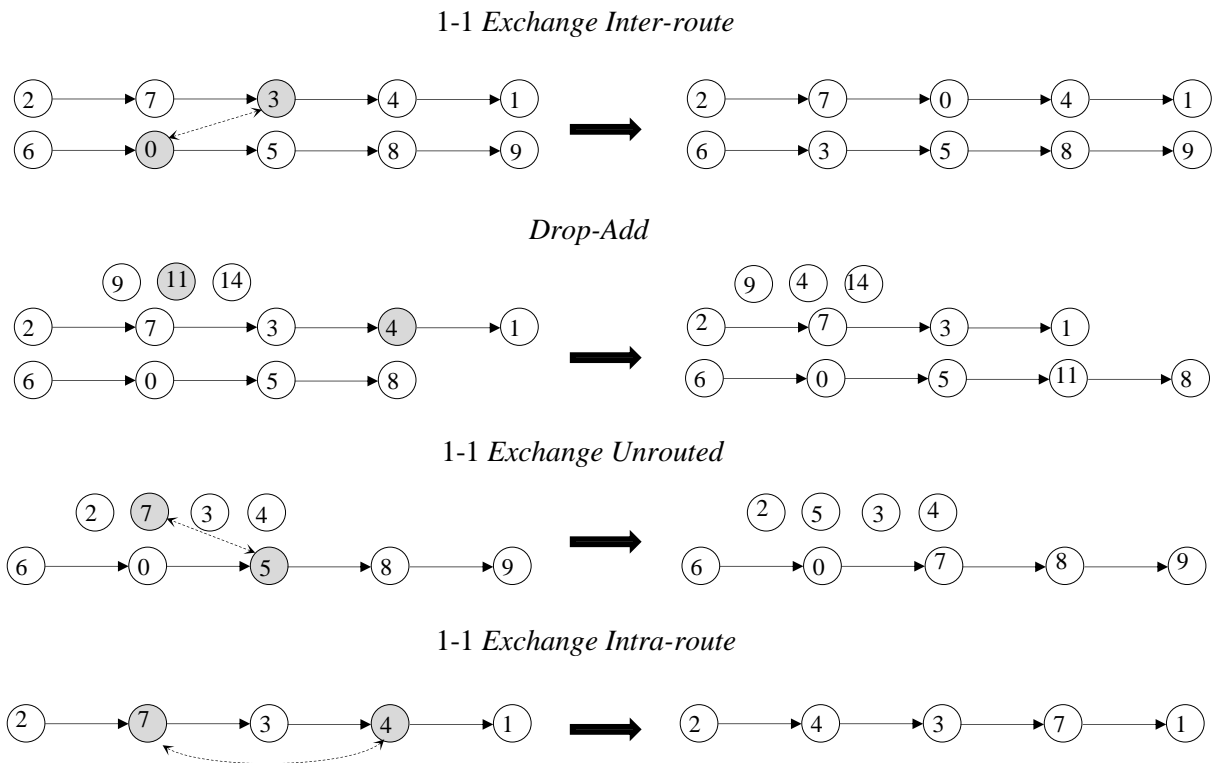 1-1 Exchange Inter-route
2 7 3 4 1 2 7 0 4 1
6 0 5 8 9 6 3 5 8 9
Drop-Add
9 11 14 9 4 14
2 7 3 4 1 2 7 3 1
6 0 5 8 6 0 5 11 8
1-1 Exchange Unrouted
2 7 3 4 2 5 3 4
6 0 5 8 9 6 0 7 8 9
1-1 Exchange Intra-route
2 7 3 4 1 2 4 3 7 1